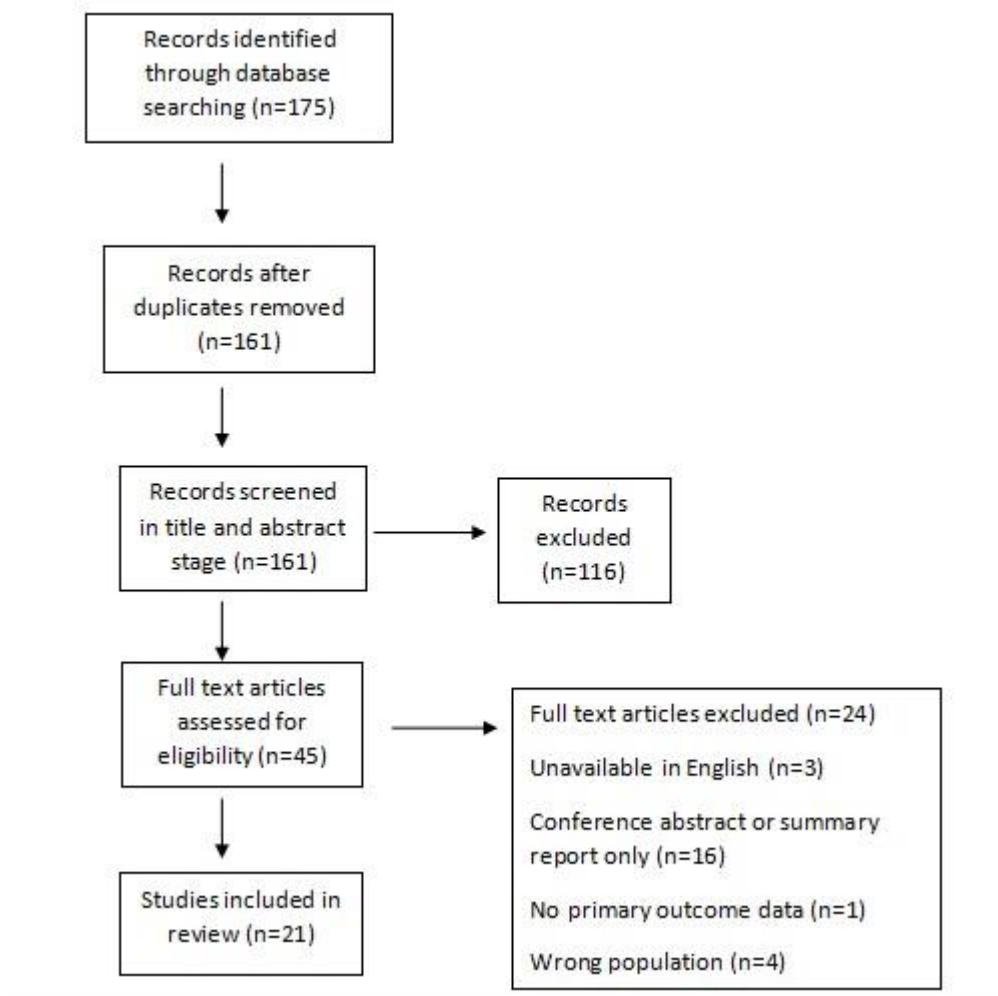 Records identified
through database
searching (n=175)
Records after
duplicates removed
(n=161)
Records screened
in title and abstract
stage (n=161)
Records
excluded
(n=116)
Full text articles
assessed for
eligibility (n=45)
Full text articles excluded (n=24)
Unavailable in English (n=3)
Conference abstract or summary
report only (n=16)
No primary outcome data (n=1)
Wrong population (n=4)
Studies included in
review (n=21)